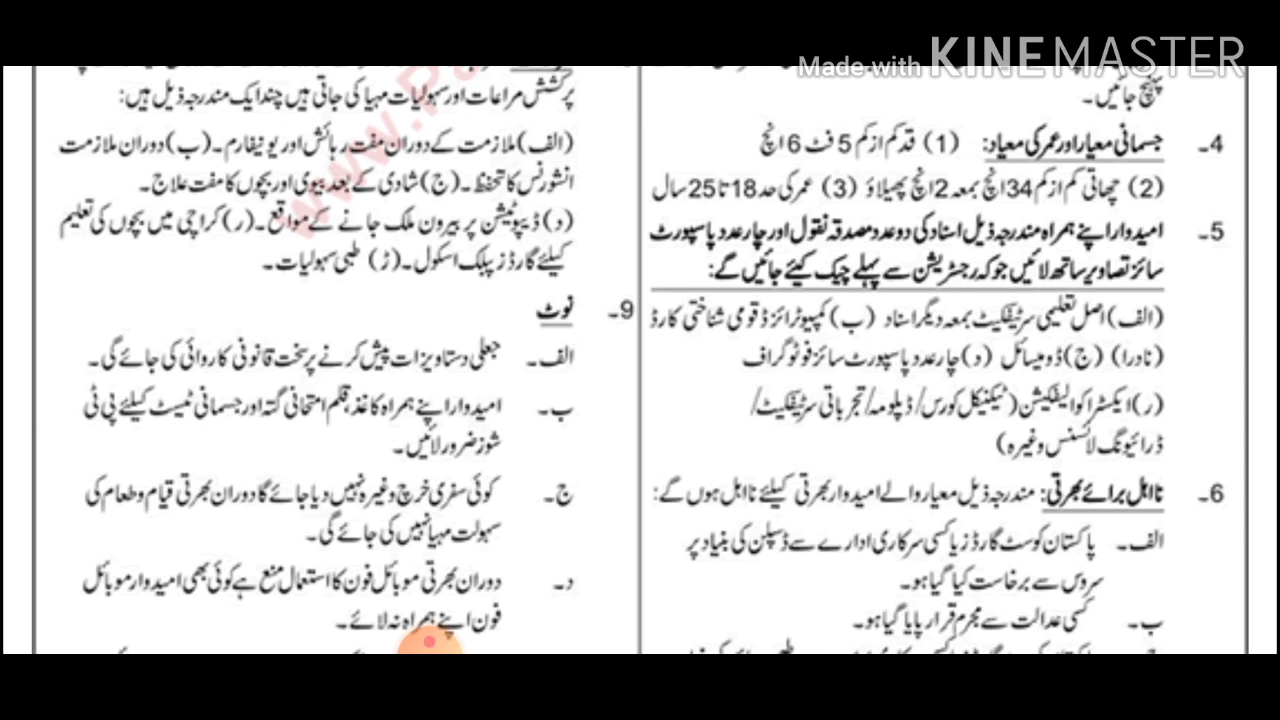 Made with KINEMASTER
پہنچ جائیں۔
4۔ جسمانی معیار اور عمر کی معیاد: (1) قد کم از کم 5 فٹ 6 انچ
(2) چھاتی کم از کم 34 انچ بمعہ 2 انچ پھیلاؤ (3) عمر کی حد 18 تا 25 سال
5۔ امیدوار اپنے ہمراہ مندرجہ ذیل اسناد کی دو عدد مصدقہ نقول اور چار عدد پاسپورٹ
سائز تصاویر ساتھ لائیں جو کہ رجسٹریشن سے پہلے چیک کیئے جائیں گے:
(الف) اصل تعلیمی سرٹیفکیٹ بمعہ دیگر اسناد (ب) کمپیوٹرائزڈ قومی شناختی کارڈ
(نادرا) (ج) ڈومیسائل (د) چار عدد پاسپورٹ سائز فوٹوگراف
(ر) ایکسٹرا کوالیفکیشن (ٹیکنیکل کورس/ڈپلومہ/تجرباتی سرٹیفکیٹ/
ڈرائیونگ لائسنس وغیرہ)
6۔ نااہل برائے بھرتی: مندرجہ ذیل معیار والے امیدوار بھرتی کیلئے نااہل ہوں گے:
الف۔ پاکستان کوسٹ گارڈز یا کسی سرکاری ادارے سے ڈسپلن کی بنیاد پر
سروس سے برخاست کیا گیا ہو۔
ب۔ کسی عدالت سے مجرم قرار پایا گیا ہو۔
پرکشش مراعات اور سہولیات مہیا کی جاتی ہیں چند ایک مندرجہ ذیل ہیں:
(الف) ملازمت کے دوران مفت رہائش اور یونیفارم۔ (ب) دوران ملازمت
انشورنس کا تحفظ۔ (ج) شادی کے بعد بیوی اور بچوں کا مفت علاج۔
(د) ڈیپوٹیشن پر بیرون ملک جانے کے مواقع۔ (ر) کراچی میں بچوں کی تعلیم
کیلئے گارڈز پبلک اسکول۔ (ڑ) طبی سہولیات۔
9۔ نوٹ
الف۔ جعلی دستاویزات پیش کرنے پر سخت قانونی کاروائی کی جائے گی۔
ب۔ امیدوار اپنے ہمراہ کاغذ، قلم امتحانی گتہ اور جسمانی ٹیسٹ کیلئے پی ٹی
شوز ضرور لائیں۔
ج۔ کوئی سفری خرچ وغیرہ نہیں دیا جائے گا دوران بھرتی قیام و طعام کی
سہولت مہیا نہیں کی جائے گی۔
د۔ دوران بھرتی موبائل فون کا استعمال منع ہے کوئی بھی امیدوار موبائل
فون اپنے ہمراہ نہ لائے۔
www.Pa